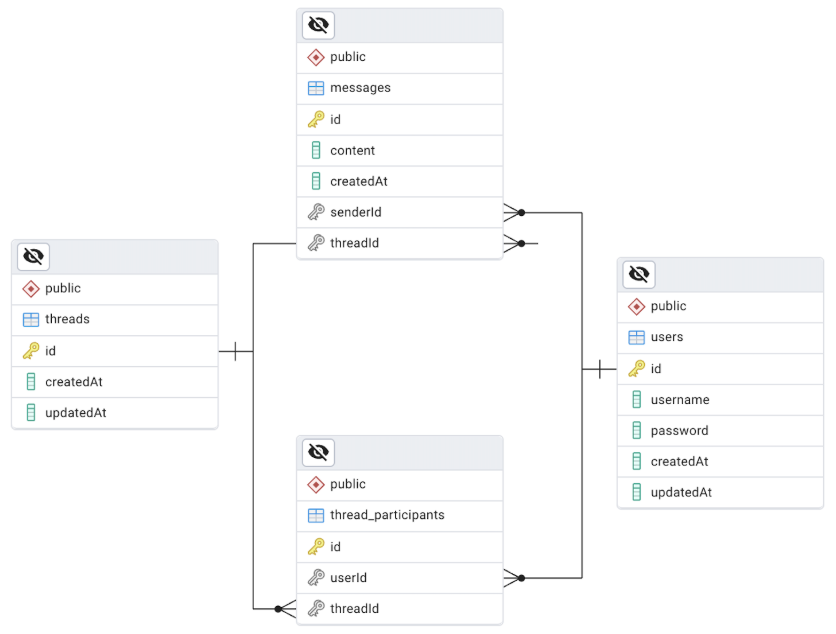 public
messages
id
content
createdAt
senderId
threadId
public
threads
id
createdAt
updatedAt
public
users
id
username
password
createdAt
updatedAt
public
thread_participants
id
userId
threadId